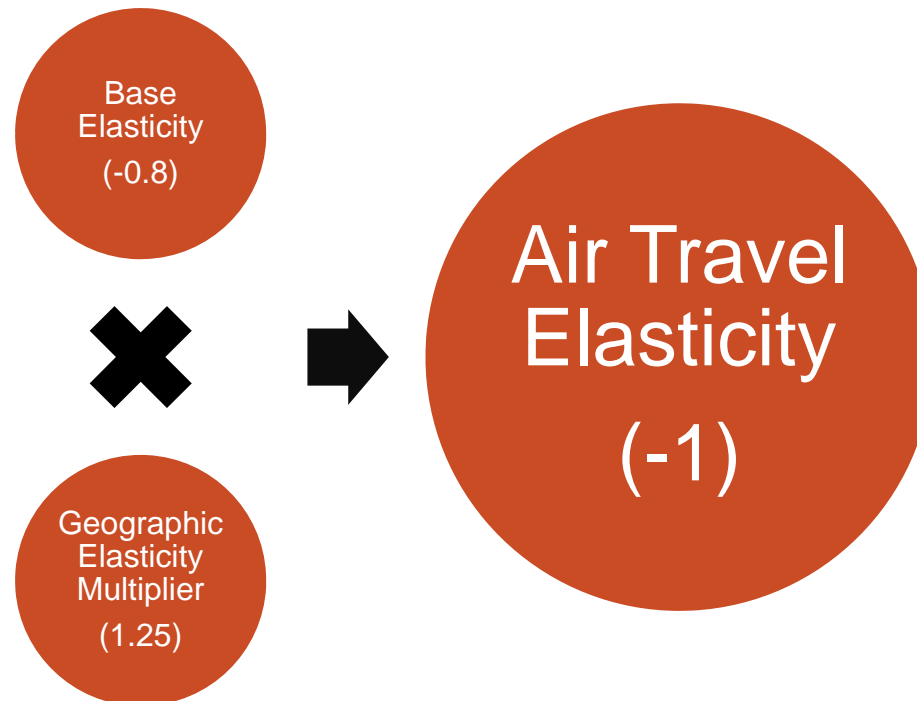 Base
Elasticity
(-0.8)
Geographic
Elasticity
Multiplier
(1.25)
Air Travel
Elasticity
(-1)